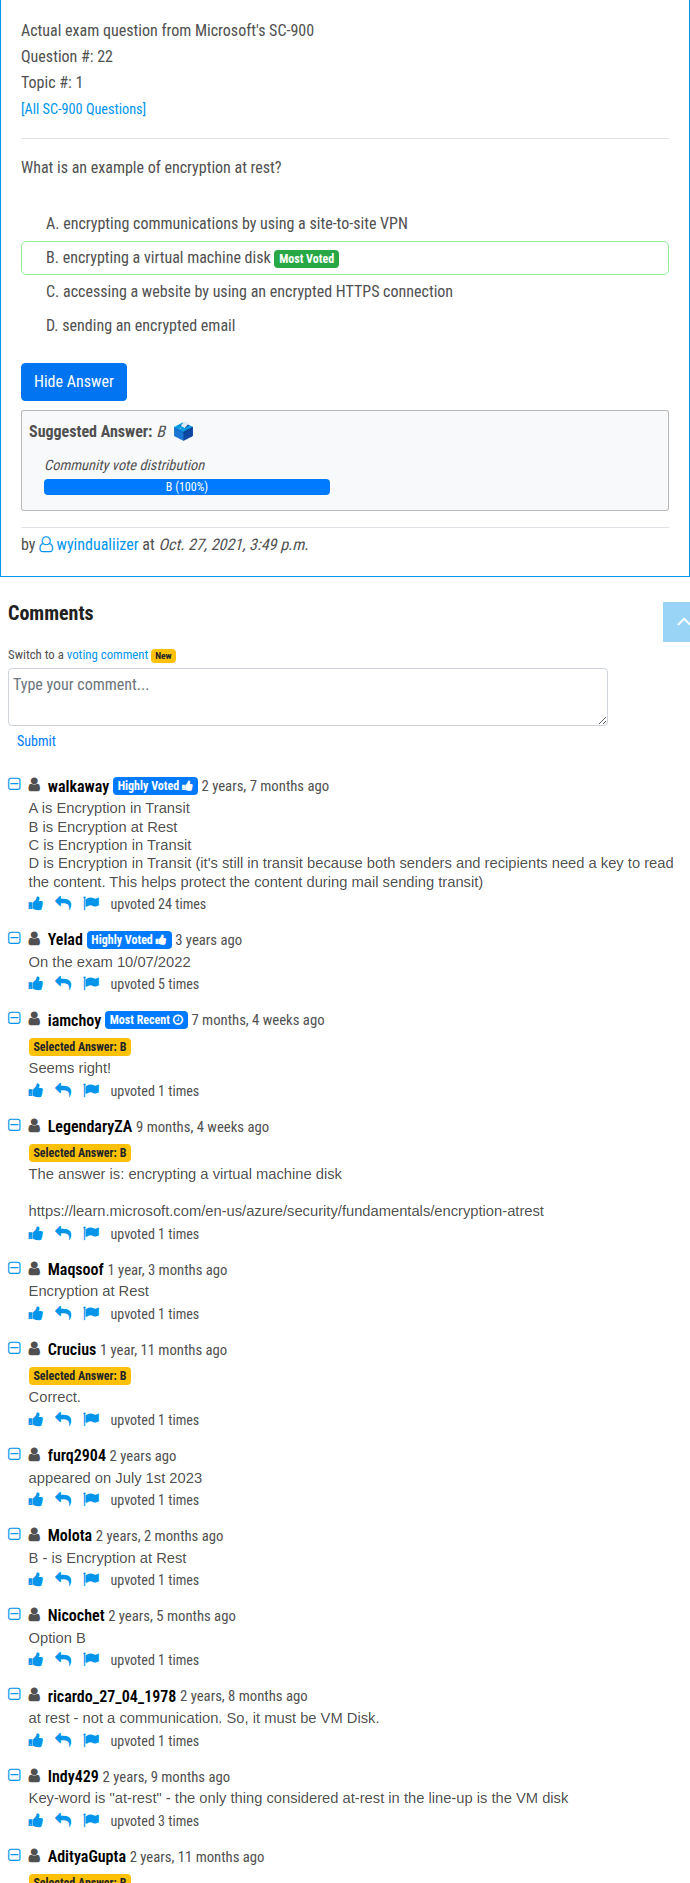 Actual exam question from Microsoft's SC-900
Question #: 22
Topic #: 1
[All SC-900 Questions]
What is an example of encryption at rest?
A. encrypting communications by using a site-to-site VPN
B. encrypting a virtual machine disk Most Voted
C. accessing a website by using an encrypted HTTPS connection
D. sending an encrypted email
Hide Answer
Suggested Answer: B
Community vote distribution
B (100%)
by wyindualiizer at Oct. 27, 2021, 3:49 p.m.
Comments
Switch to a voting comment New
Type your comment...
Submit
walkaway Highly Voted 2 years, 7 months ago
A is Encryption in Transit
B is Encryption at Rest
C is Encryption in Transit
D is Encryption in Transit (it's still in transit because both senders and recipients need a key to read
the content. This helps protect the content during mail sending transit)
upvoted 24 times
Yelad Highly Voted 3 years ago
On the exam 10/07/2022
upvoted 5 times
iamchoy Most Recent 7 months, 4 weeks ago
Selected Answer: B
Seems right!
upvoted 1 times
LegendaryZA 9 months, 4 weeks ago
Selected Answer: B
The answer is: encrypting a virtual machine disk
https://learn.microsoft.com/en-us/azure/security/fundamentals/encryption-atrest
upvoted 1 times
Maqsoof 1 year, 3 months ago
Encryption at Rest
upvoted 1 times
Crucius 1 year, 11 months ago
Selected Answer: B
Correct.
upvoted 1 times
furq2904 2 years ago
appeared on July 1st 2023
upvoted 1 times
Molota 2 years, 2 months ago
B - is Encryption at Rest
upvoted 1 times
Nicochet 2 years, 5 months ago
Option B
upvoted 1 times
ricardo_27_04_1978 2 years, 8 months ago
at rest - not a communication. So, it must be VM Disk.
upvoted 1 times
Indy429 2 years, 9 months ago
Key-word is "at-rest" - the only thing considered at-rest in the line-up is the VM disk
upvoted 3 times
AdityaGupta 2 years, 11 months ago
Selected Answer: B